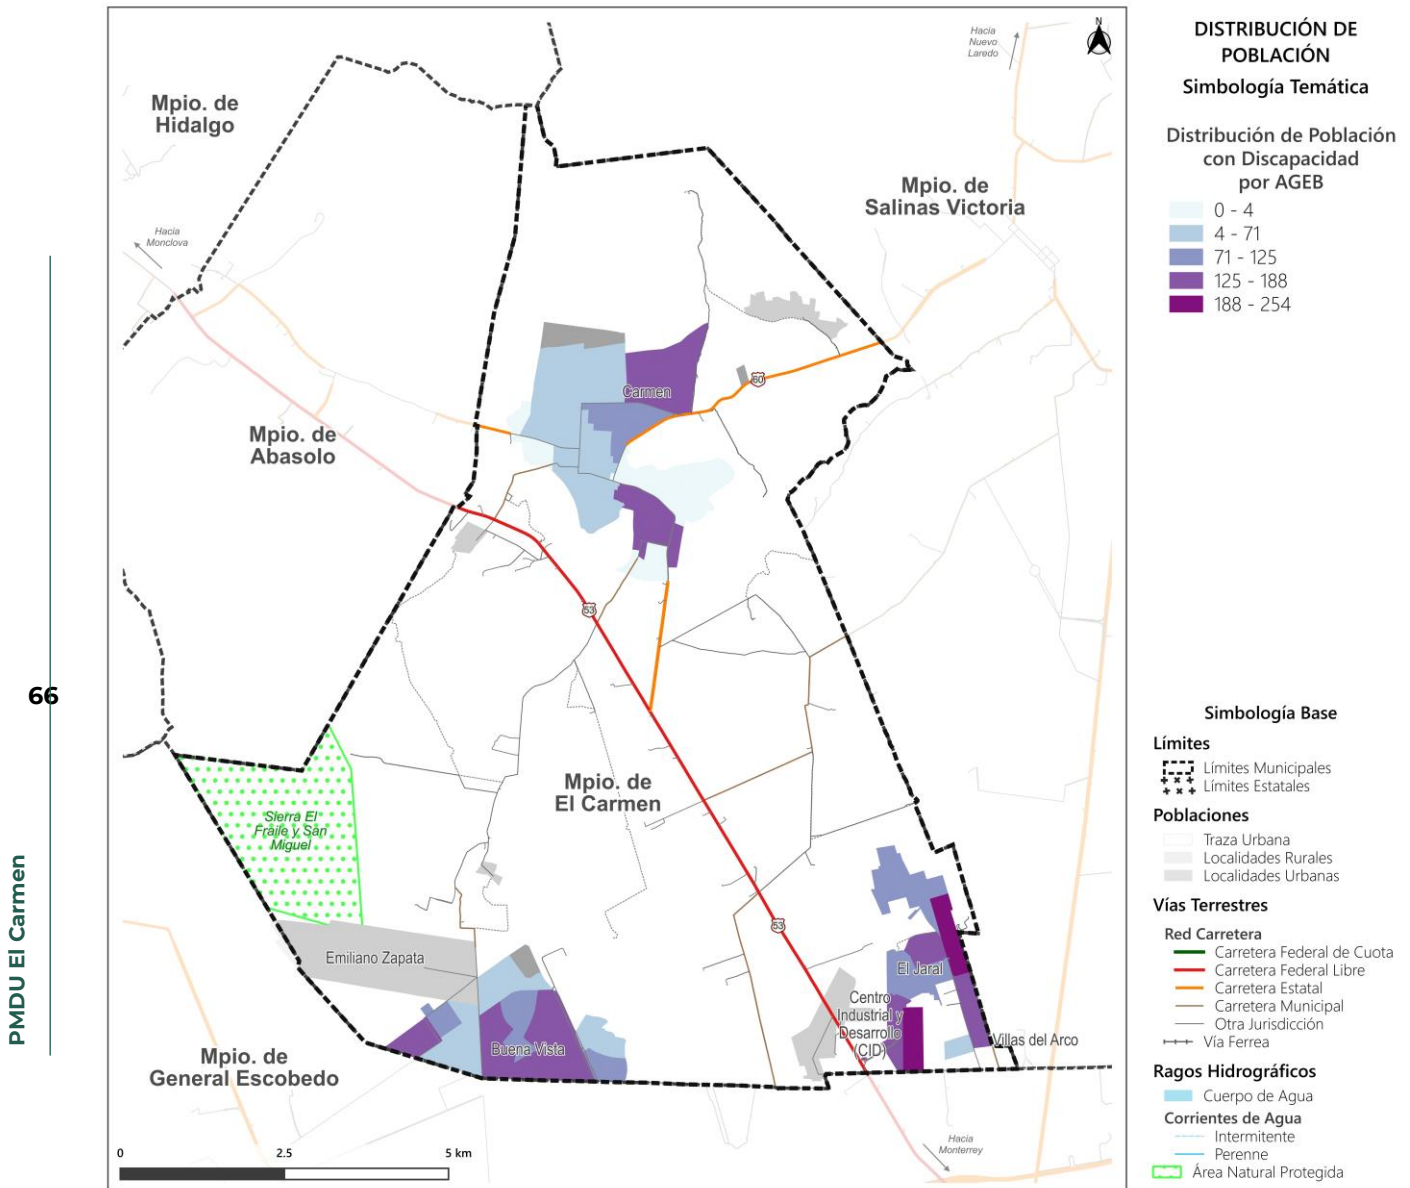 Hacia
Nuevo
Laredo
N
Mpio. de
Hidalgo
Mpio. de
Salinas Victoria
Hacia
Monclova
60
Carmen
Mpio. de
Abasolo
53
66
PMDU El Carmen
Mpio. de
El Carmen
Sierra El
Fraile y San
Miguel
53
Emiliano Zapata
El Jaral
Centro
Industrial y
Desarrollo
(CID)
Buena Vista
Villas del Arco
Mpio. de
General Escobedo
Hacia
Monterrey
0 2.5 5 km
DISTRIBUCIÓN DE
POBLACIÓN
Simbología Temática
Distribución de Población
con Discapacidad
por AGEB
0 - 4
4 - 71
71 - 125
125 - 188
188 - 254
Simbología Base
Límites
Límites Municipales
Límites Estatales
Poblaciones
Traza Urbana
Localidades Rurales
Localidades Urbanas
Vías Terrestres
Red Carretera
Carretera Federal de Cuota
Carretera Federal Libre
Carretera Estatal
Carretera Municipal
Otra Jurisdicción
Vía Ferrea
Ragos Hidrográficos
Cuerpo de Agua
Corrientes de Agua
Intermitente
Perenne
Área Natural Protegida